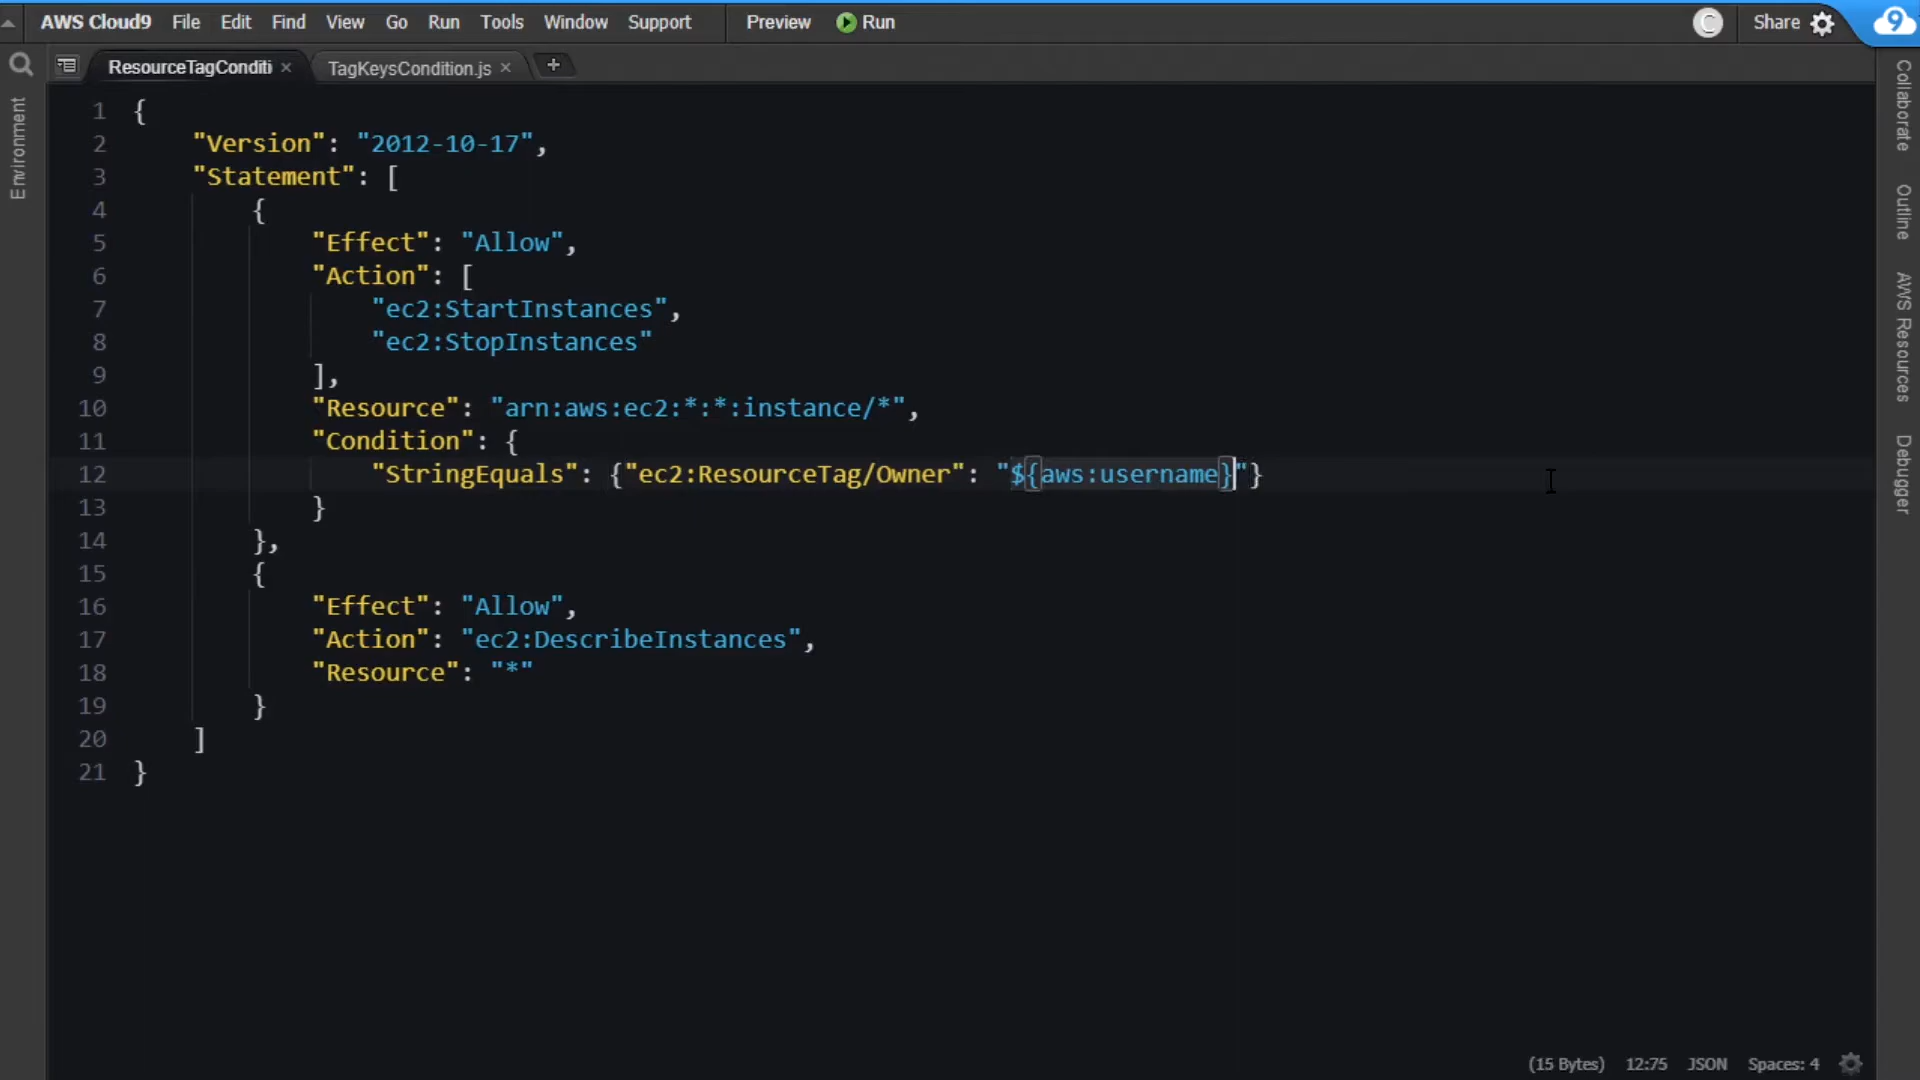 AWS Cloud9 File Edit Find View Go Run Tools Window Support Preview Run C Share 9
ResourceTagConditi × TagKeysCondition.js × +
Environment
Collaborate
Outline
AWS Resources
Debugger
1 {
2 "Version": "2012-10-17",
3 "Statement": [
4 {
5 "Effect": "Allow",
6 "Action": [
7 "ec2:StartInstances",
8 "ec2:StopInstances"
9 ],
10 "Resource": "arn:aws:ec2:*:*:instance/*",
11 "Condition": {
12 "StringEquals": {"ec2:ResourceTag/Owner": "${aws:username}"}
13 }
14 },
15 {
16 "Effect": "Allow",
17 "Action": "ec2:DescribeInstances",
18 "Resource": "*"
19 }
20 ]
21 }
(15 Bytes) 12:75 JSON Spaces: 4